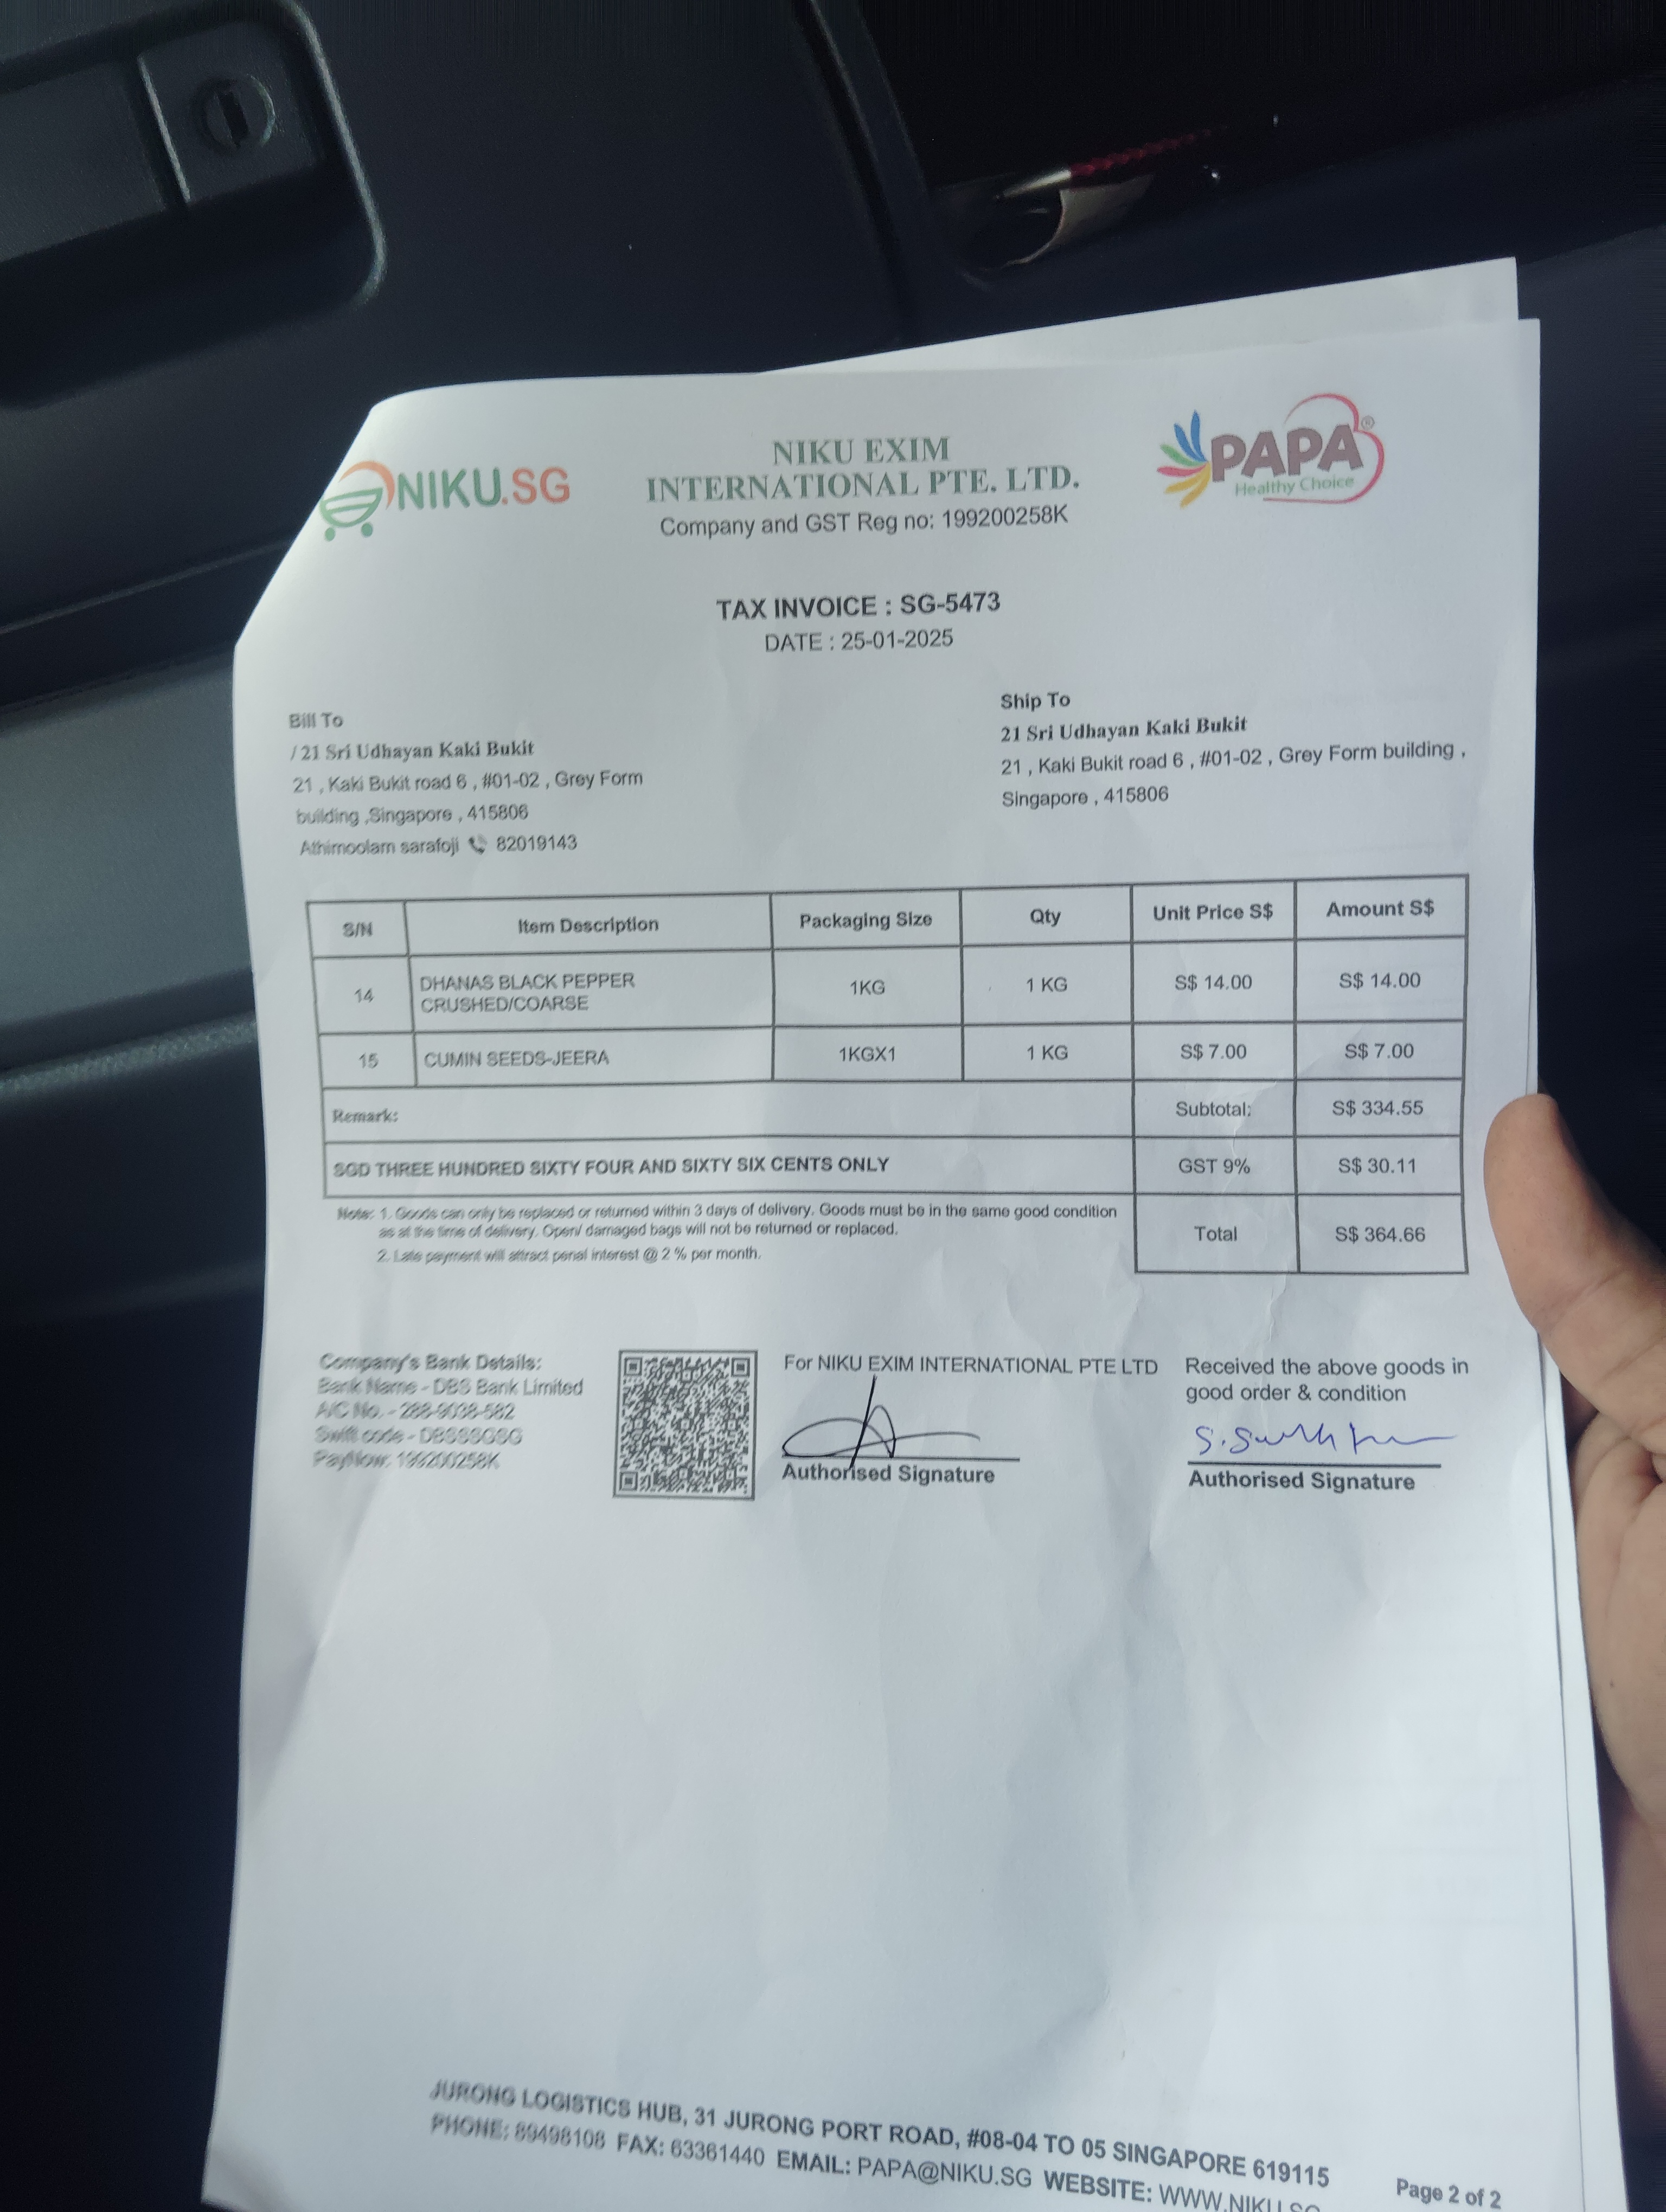 NIKU.SG
NIKU EXIM
INTERNATIONAL PTE. LTD.
Company and GST Reg no: 199200258K
PAPA®
Healthy Choice
TAX INVOICE : SG-5473
DATE : 25-01-2025
Bill To
/ 21 Sri Udhayan Kaki Bukit
21 , Kaki Bukit road 6 , #01-02 , Grey Form
building ,Singapore , 415806
Athimoolam sarafoji 82019143
Ship To
21 Sri Udhayan Kaki Bukit
21 , Kaki Bukit road 6 , #01-02 , Grey Form building ,
Singapore , 415806
S/N Item Description Packaging Size Qty Unit Price S$ Amount S$
14 DHANAS BLACK PEPPER CRUSHED/COARSE 1KG 1 KG S$ 14.00 S$ 14.00
15 CUMIN SEEDS-JEERA 1KGX1 1 KG S$ 7.00 S$ 7.00
Remark: Subtotal: S$ 334.55
SGD THREE HUNDRED SIXTY FOUR AND SIXTY SIX CENTS ONLY GST 9% S$ 30.11
Total S$ 364.66
Note: 1. Goods can only be replaced or returned within 3 days of delivery. Goods must be in the same good condition
as at the time of delivery. Open/ damaged bags will not be returned or replaced.
2. Late payment will attract penal interest @ 2 % per month.
Company's Bank Details:
Bank Name - DBS Bank Limited
A/C No. - 288-9038-582
Swift code - DBSSSGSG
PayNow: 199200258K
For NIKU EXIM INTERNATIONAL PTE LTD
Authorised Signature
Received the above goods in
good order & condition
Authorised Signature
JURONG LOGISTICS HUB, 31 JURONG PORT ROAD, #08-04 TO 05 SINGAPORE 619115
PHONE: 89498108 FAX: 63361440 EMAIL: PAPA@NIKU.SG WEBSITE: WWW.NIKU.SG
Page 2 of 2